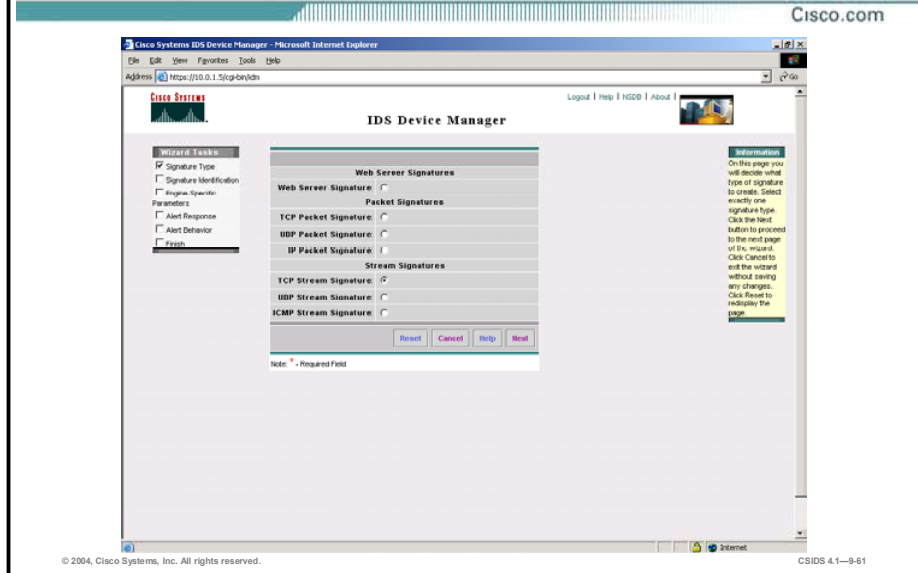 Cisco.com
Cisco Systems IDS Device Manager - Microsoft Internet Explorer
File Edit View Favorites Tools Help
Address https://10.0.1.5/cgi-bin/idm Go
CISCO SYSTEMS
Logout | Help | NSDB | About |
IDS Device Manager
Wizard Tasks
Signature Type
Signature Identification
Engine-Specific
Parameters
Alert Response
Alert Behavior
Finish
Web Server Signatures
Web Server Signature:
Packet Signatures
TCP Packet Signature:
UDP Packet Signature:
IP Packet Signature:
Stream Signatures
TCP Stream Signature:
UDP Stream Signature:
ICMP Stream Signature:
Reset Cancel Help Next
Note: * - Required Field
Information
On this page you
will decide what
type of signature
to create. Select
exactly one
signature type.
Click the Next
button to proceed
to the next page
of the wizard.
Click Cancel to
exit the wizard
without saving
any changes.
Click Reset to
redisplay the
page.
Internet
© 2004, Cisco Systems, Inc. All rights reserved.
CSIDS 4.1—9-61